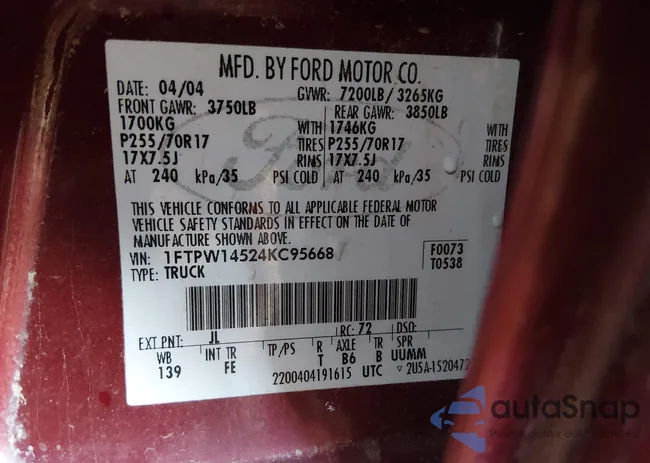 MFD. BY FORD MOTOR CO.
DATE: 04/04 GVWR: 7200LB/ 3265KG
FRONT GAWR: 3750LB REAR GAWR: 3850LB
1700KG WITH 1746KG WITH
P255/70R17 TIRES P255/70R17 TIRES
17X7.5J RIMS 17X7.5J RIMS
AT 240 kPa/35 PSI COLD AT 240 kPa/35 PSI COLD
THIS VEHICLE CONFORMS TO ALL APPLICABLE FEDERAL MOTOR
VEHICLE SAFETY STANDARDS IN EFFECT ON THE DATE OF
MANUFACTURE SHOWN ABOVE.
VIN: 1FTPW14524KC95668
TYPE: TRUCK
F0073
T0538
EXT PNT: JL RC: 72 DSO:
WB INT TR TP/PS R AXLE TR SPR
139 FE T B6 B UUMM
2200404191615 UTC ▽ 2U5A-1520472
Ford
autoSnap